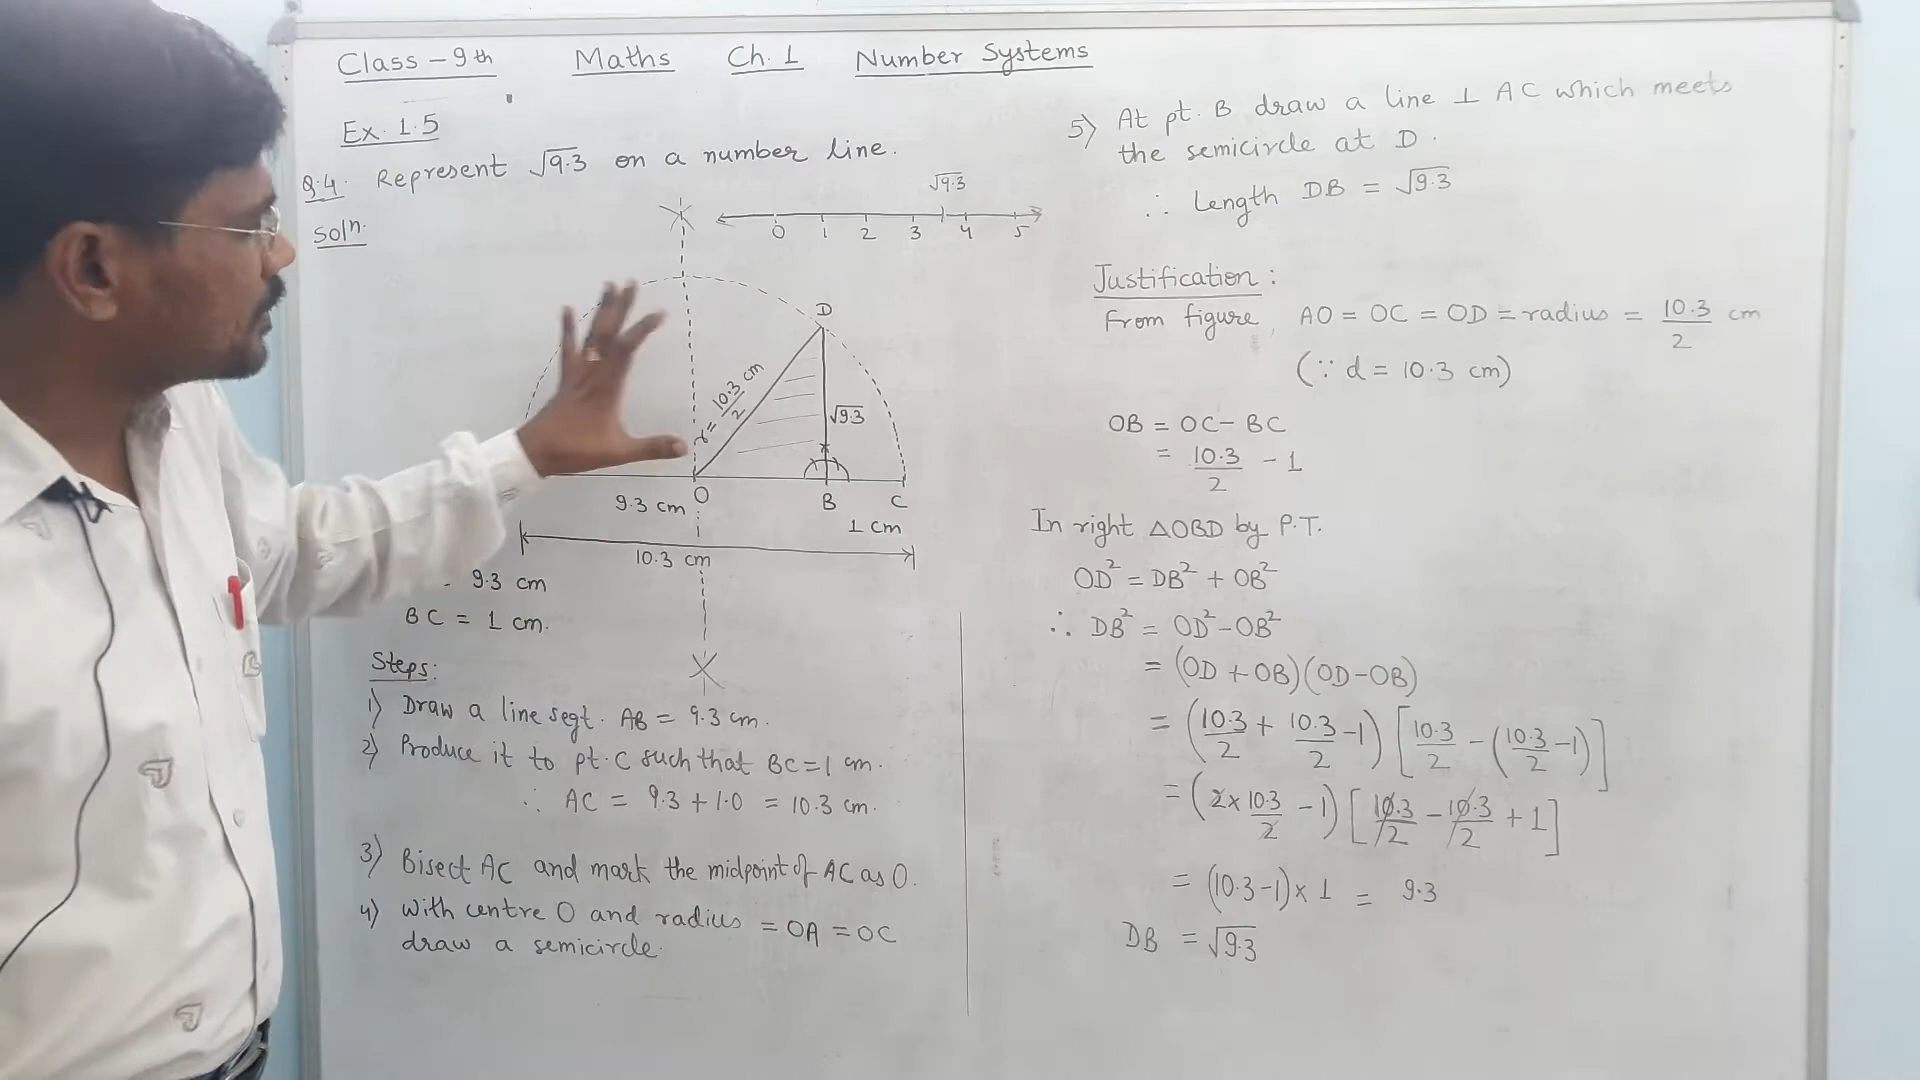 Class - 9th Maths Ch. 1 Number Systems
Ex. 1.5
Q.4. Represent √9.3 on a number line.
Soln.
√9.3
0 1 2 3 4 5
D
r = 10.3/2 cm
√9.3
9.3 cm O B C
1 cm
10.3 cm
- 9.3 cm
BC = 1 cm.
Steps:
1) Draw a line segt. AB = 9.3 cm.
2) Produce it to pt. C such that BC = 1 cm.
∴ AC = 9.3 + 1.0 = 10.3 cm.
3) Bisect AC and mark the midpoint of AC as O.
4) With centre O and radius = OA = OC
draw a semicircle.
5) At pt. B draw a line ⊥ AC which meets
the semicircle at D.
∴ Length DB = √9.3
Justification:
From figure, AO = OC = OD = radius = 10.3/2 cm
(∵ d = 10.3 cm)
OB = OC - BC
= 10.3/2 - 1
In right △OBD by P.T.
OD² = DB² + OB²
∴ DB² = OD² - OB²
= (OD + OB)(OD - OB)
= (10.3/2 + 10.3/2 - 1) [10.3/2 - (10.3/2 - 1)]
= (2 × 10.3/2 - 1) [10.3/2 - 10.3/2 + 1]
= (10.3 - 1) × 1 = 9.3
DB = √9.3